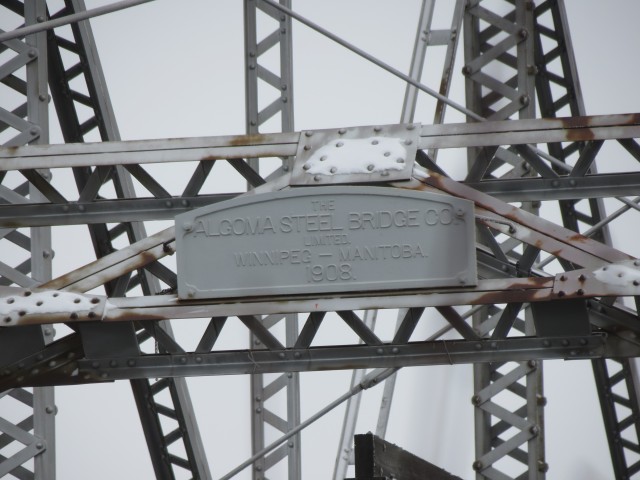 THE
ALGOMA STEEL BRIDGE CO.
LIMITED.
WINNIPEG - MANITOBA.
1908.